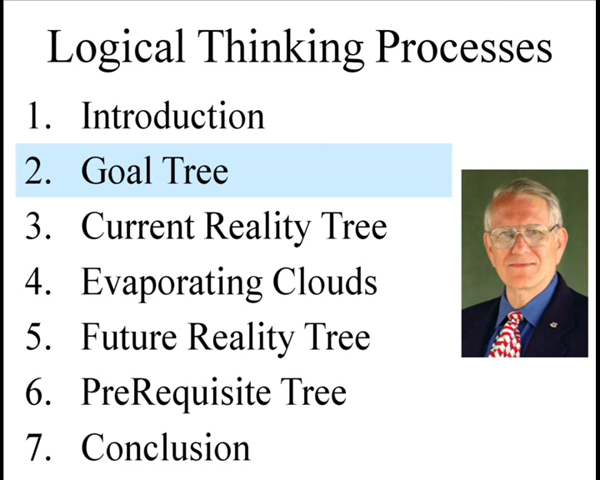 Logical Thinking Processes
1. Introduction
2. Goal Tree
3. Current Reality Tree
4. Evaporating Clouds
5. Future Reality Tree
6. PreRequisite Tree
7. Conclusion